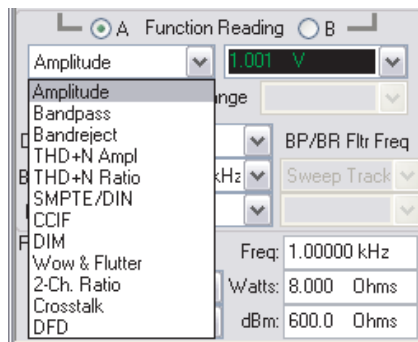 A Function Reading B
Amplitude 1.001 V
Amplitude
nge
Bandpass
Bandreject
BP/BR Fltr Freq
THD+N Ampl
THD+N Ratio
kHz Sweep Track
SMPTE/DIN
CCIF
DIM
Freq: 1.00000 kHz
Wow & Flutter
2-Ch. Ratio
Watts: 8.000 Ohms
Crosstalk
DFD
dBm: 600.0 Ohms